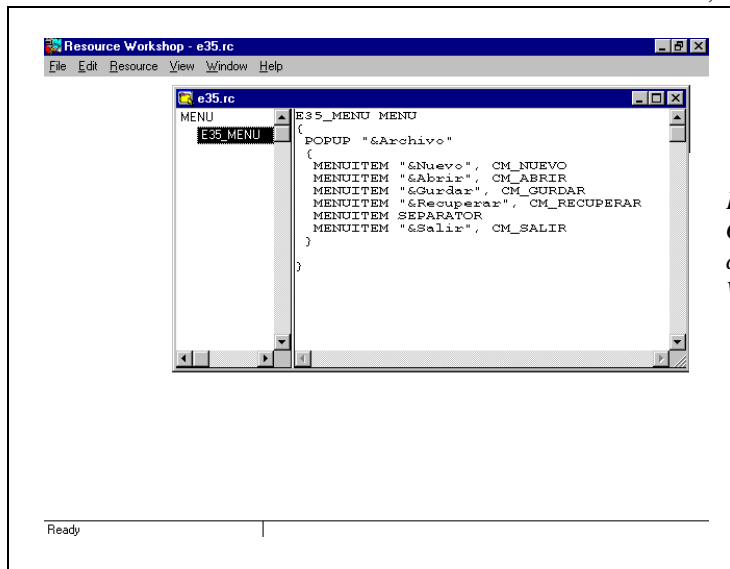 Resource Workshop - e35.rc
File Edit Resource View Window Help
e35.rc
MENU
E35_MENU
E35_MENU MENU
{
POPUP "&Archivo"
{
MENUITEM "&Nuevo", CM_NUEVO
MENUITEM "&Abrir", CM_ABRIR
MENUITEM "&Gurdar", CM_GURDAR
MENUITEM "&Recuperar", CM_RECUPERAR
MENUITEM SEPARATOR
MENUITEM "&Salir", CM_SALIR
}
}
Ready